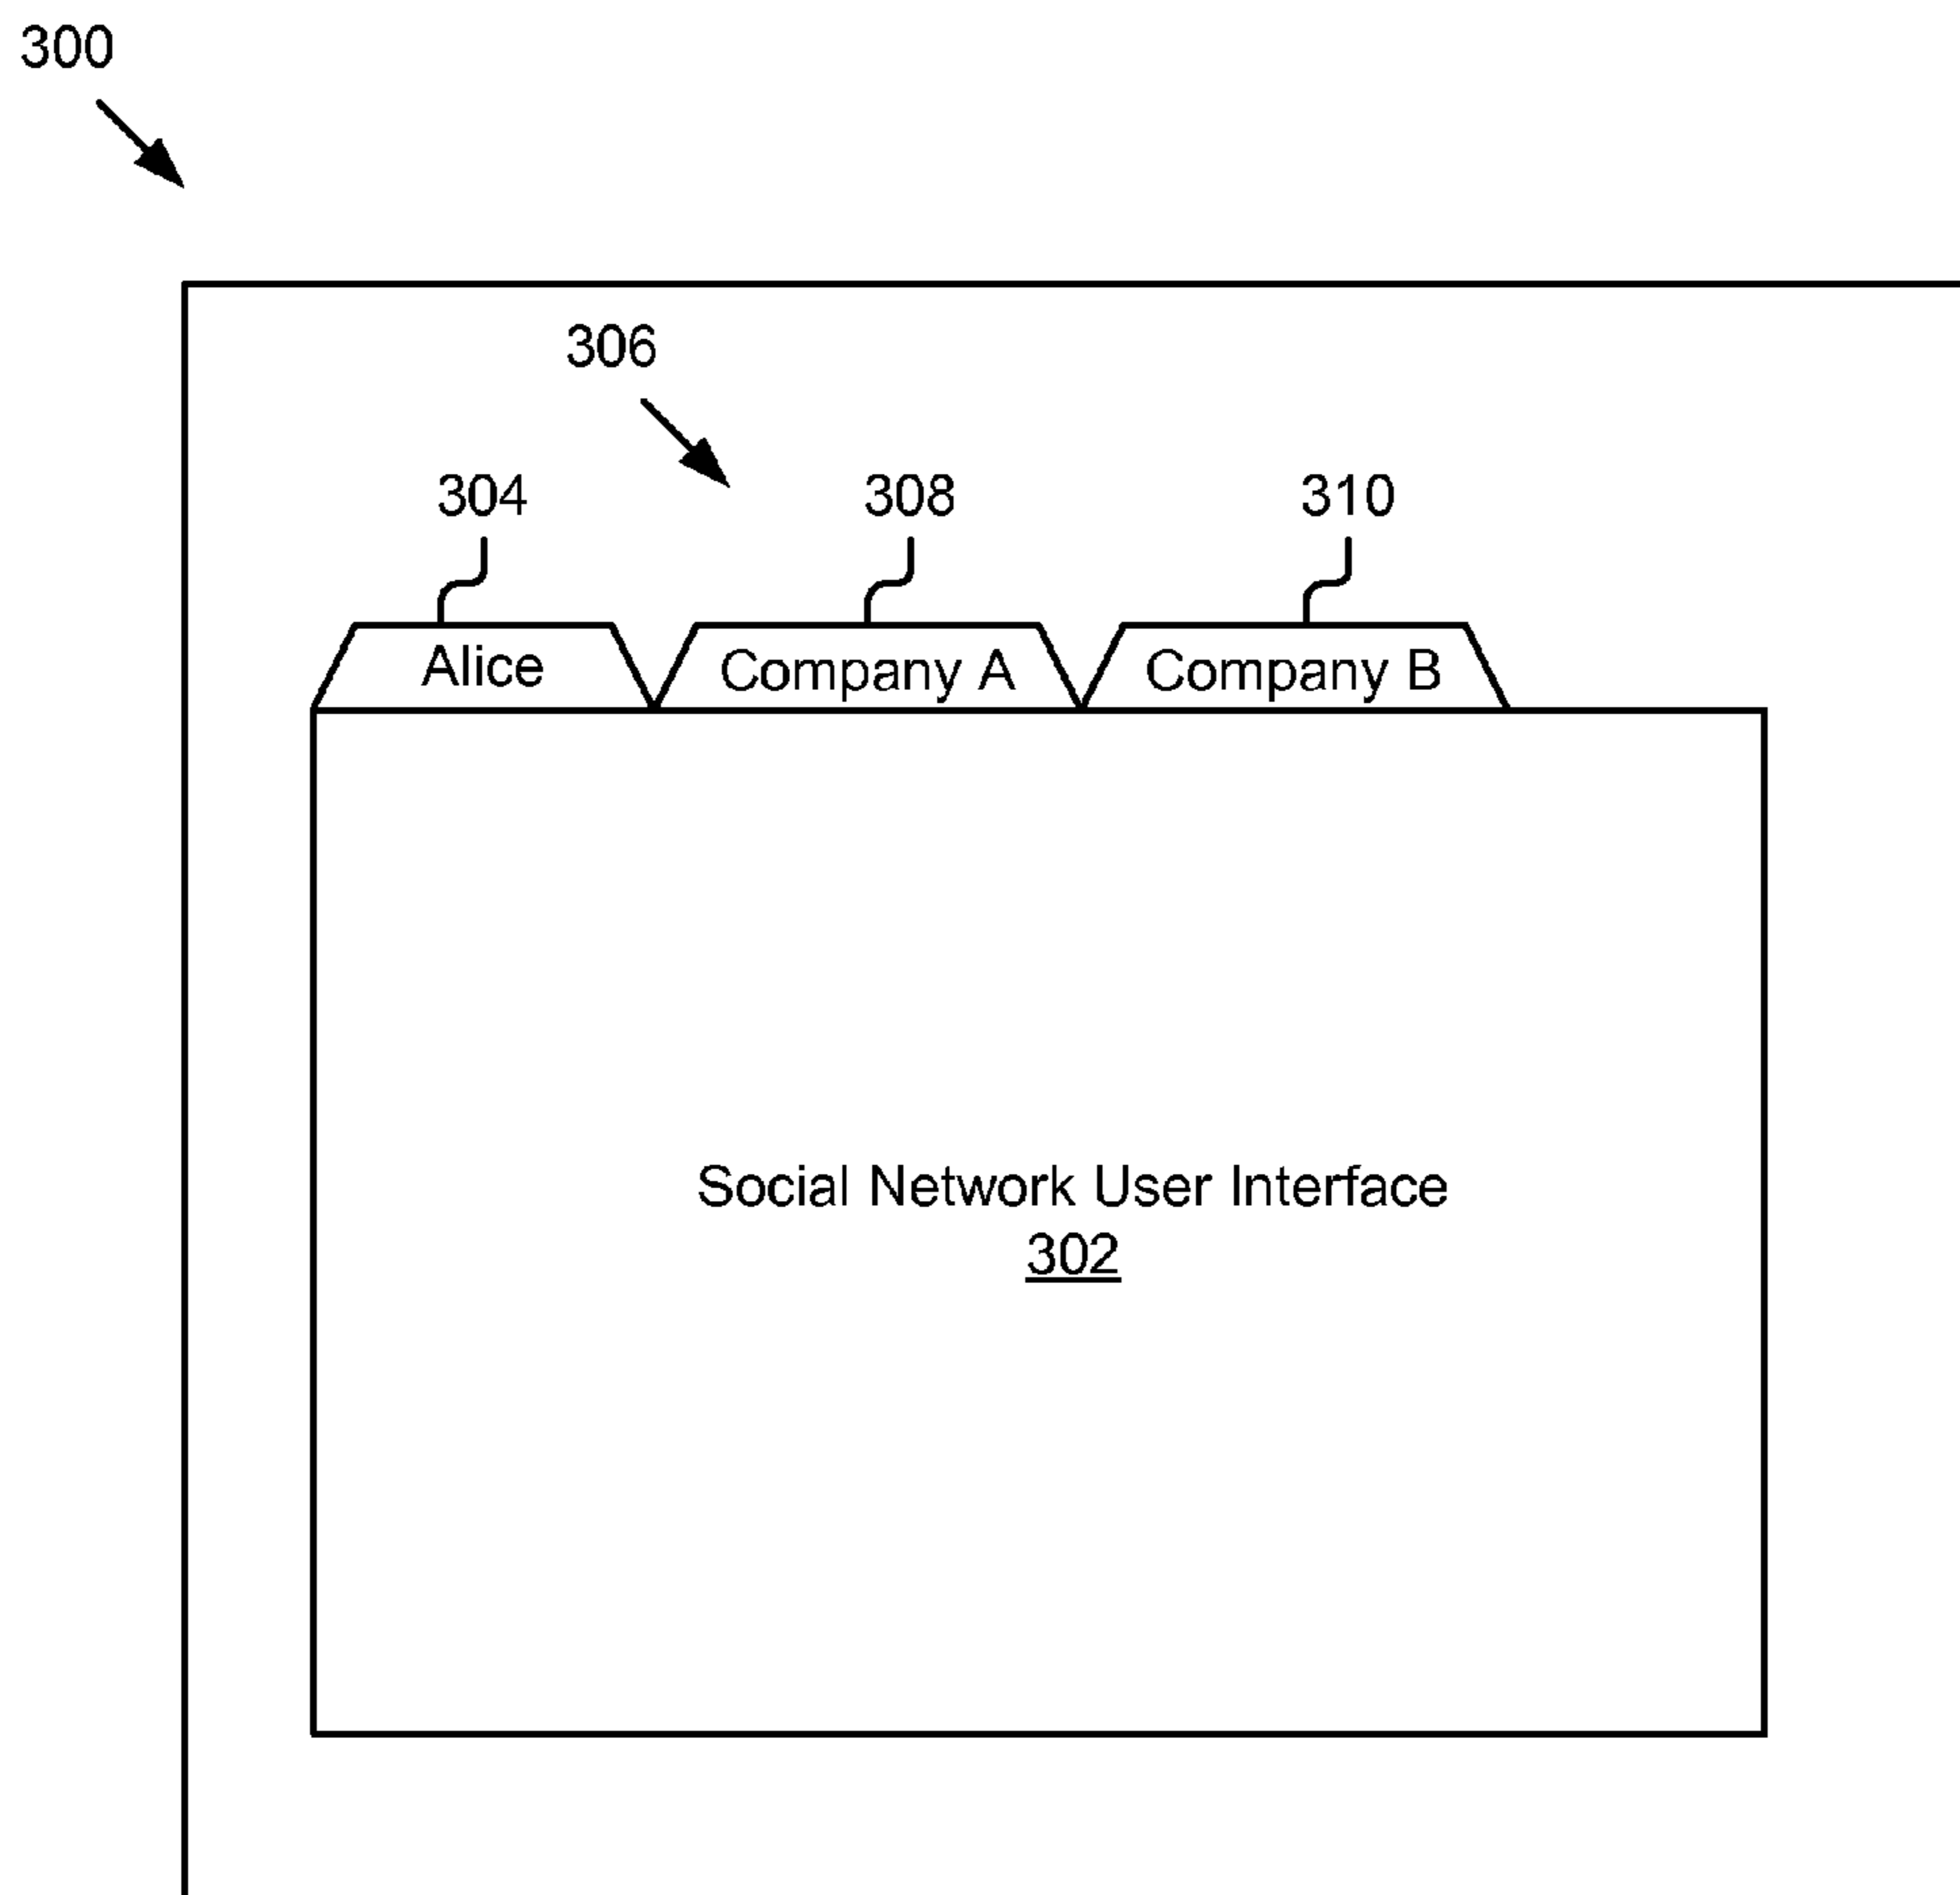 300
306
304 308 310
Alice Company A Company B
Social Network User Interface
302